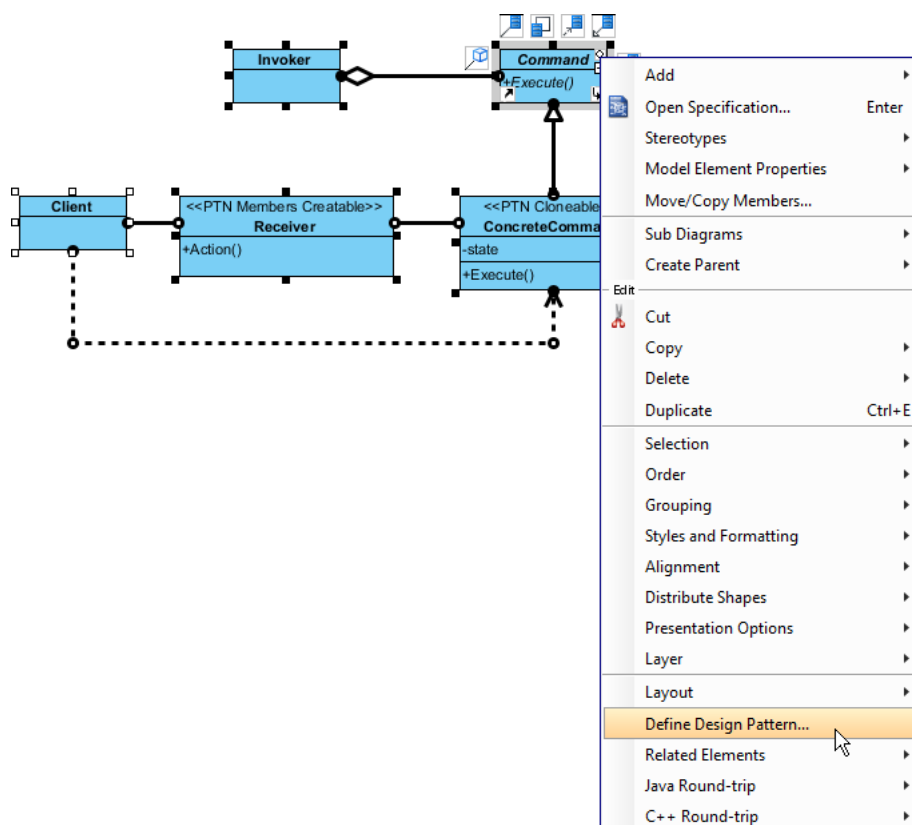 Invoker
Command
+Execute()
Client
<<PTN Members Creatable>>
Receiver
+Action()
<<PTN Cloneable
ConcreteComma
-state
+Execute()
Add
Open Specification... Enter
Stereotypes
Model Element Properties
Move/Copy Members...
Sub Diagrams
Create Parent
Edit
Cut
Copy
Delete
Duplicate Ctrl+E
Selection
Order
Grouping
Styles and Formatting
Alignment
Distribute Shapes
Presentation Options
Layer
Layout
Define Design Pattern...
Related Elements
Java Round-trip
C++ Round-trip